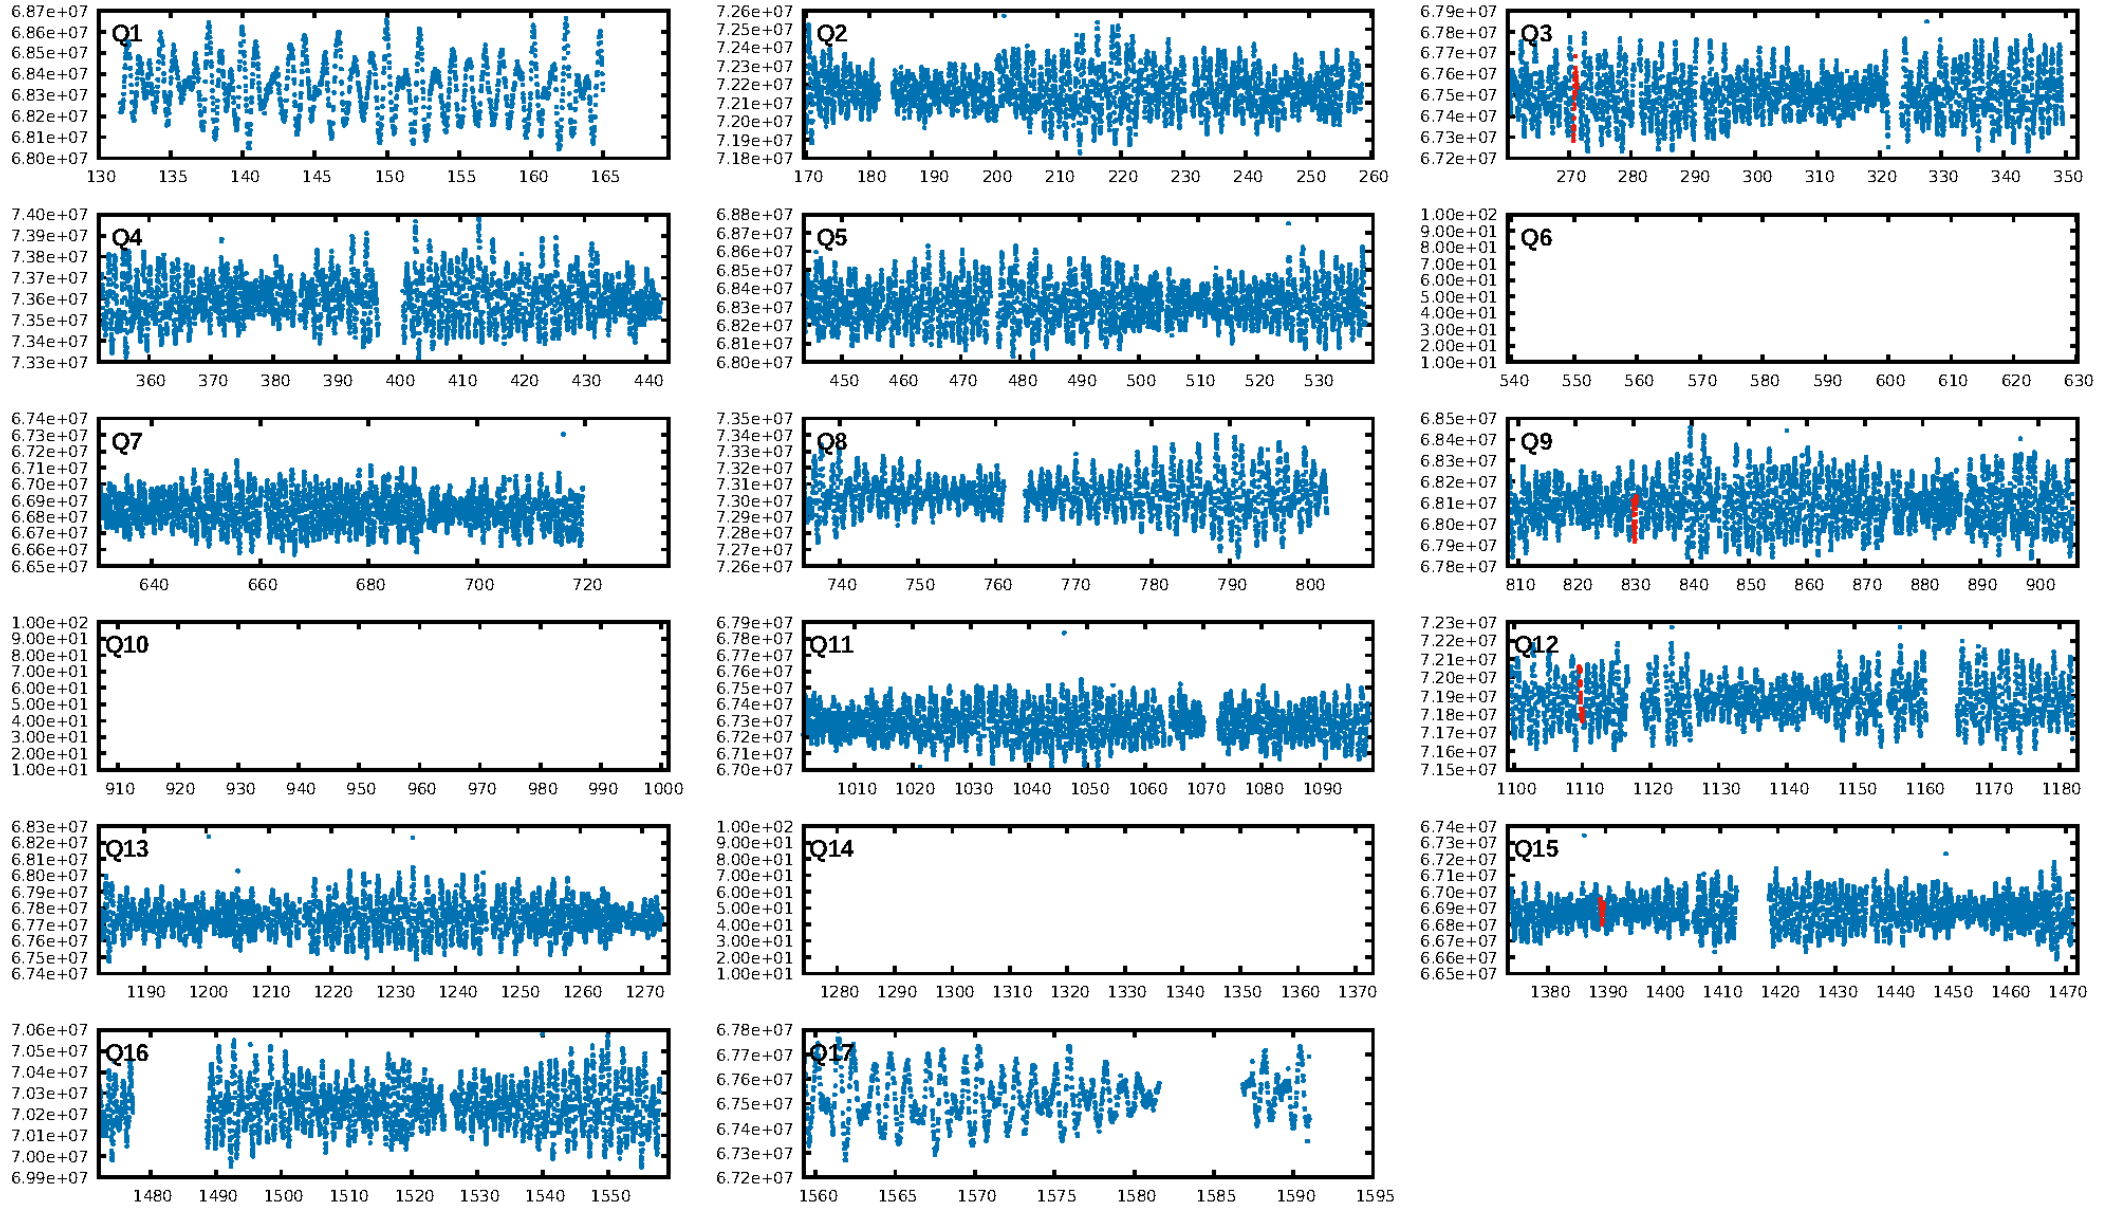 6.87e+07 6.86e+07 6.85e+07 6.84e+07 6.83e+07 6.82e+07 6.81e+07 6.80e+07
Q1
130 135 140 145 150 155 160 165
7.26e+07 7.25e+07 7.24e+07 7.23e+07 7.22e+07 7.21e+07 7.20e+07 7.19e+07 7.18e+07
Q2
170 180 190 200 210 220 230 240 250 260
6.79e+07 6.77e+07 6.76e+07 6.75e+07 6.74e+07 6.73e+07 6.72e+07
Q3
270 280 290 300 310 320 330 340 350
7.40e+07 7.39e+07 7.38e+07 7.37e+07 7.36e+07 7.35e+07 7.34e+07 7.33e+07
Q4
360 370 380 390 400 410 420 430 440
6.88e+07 6.86e+07 6.85e+07 6.84e+07 6.83e+07 6.82e+07 6.81e+07 6.80e+07
Q5
450 460 470 480 490 500 510 520 530
1.00e+02 9.00e+01 8.00e+01 7.00e+01 6.00e+01 5.00e+01 4.00e+01 3.00e+01 2.00e+01 1.00e+01
Q6
540 550 560 570 580 590 600 610 620 630
6.74e+07 6.73e+07 6.72e+07 6.71e+07 6.70e+07 6.69e+07 6.68e+07 6.67e+07 6.66e+07 6.65e+07
Q7
640 660 680 700 720
7.35e+07 7.34e+07 7.33e+07 7.32e+07 7.31e+07 7.30e+07 7.29e+07 7.28e+07 7.27e+07 7.26e+07
Q8
740 750 760 770 780 790 800
6.85e+07 6.84e+07 6.83e+07 6.82e+07 6.81e+07 6.80e+07 6.79e+07 6.78e+07
Q9
810 820 830 840 850 860 870 880 890 900
1.00e+02 9.00e+01 8.00e+01 7.00e+01 6.00e+01 5.00e+01 4.00e+01 3.00e+01 2.00e+01 1.00e+01
Q10
910 920 930 940 950 960 970 980 990 1000
6.79e+07 6.78e+07 6.77e+07 6.75e+07 6.74e+07 6.73e+07 6.72e+07 6.71e+07 6.70e+07
Q11
1010 1020 1030 1040 1050 1060 1070 1080 1090
7.23e+07 7.22e+07 7.21e+07 7.20e+07 7.19e+07 7.18e+07 7.17e+07 7.16e+07 7.15e+07
Q12
1100 1110 1120 1130 1140 1150 1160 1170 1180
6.83e+07 6.82e+07 6.81e+07 6.80e+07 6.79e+07 6.78e+07 6.77e+07 6.76e+07 6.75e+07 6.74e+07
Q13
1190 1200 1210 1220 1230 1240 1250 1260 1270
1.00e+02 9.00e+01 8.00e+01 7.00e+01 6.00e+01 5.00e+01 4.00e+01 3.00e+01 2.00e+01 1.00e+01
Q14
1280 1290 1300 1310 1320 1330 1340 1350 1360 1370
6.74e+07 6.72e+07 6.71e+07 6.70e+07 6.69e+07 6.68e+07 6.67e+07 6.66e+07 6.65e+07
Q15
1380 1390 1400 1410 1420 1430 1440 1450 1460 1470
7.06e+07 7.05e+07 7.04e+07 7.03e+07 7.02e+07 7.01e+07 7.00e+07 6.99e+07
Q16
1480 1490 1500 1510 1520 1530 1540 1550
6.78e+07 6.77e+07 6.76e+07 6.75e+07 6.74e+07 6.73e+07 6.72e+07
Q17
1560 1565 1570 1575 1580 1585 1590 1595